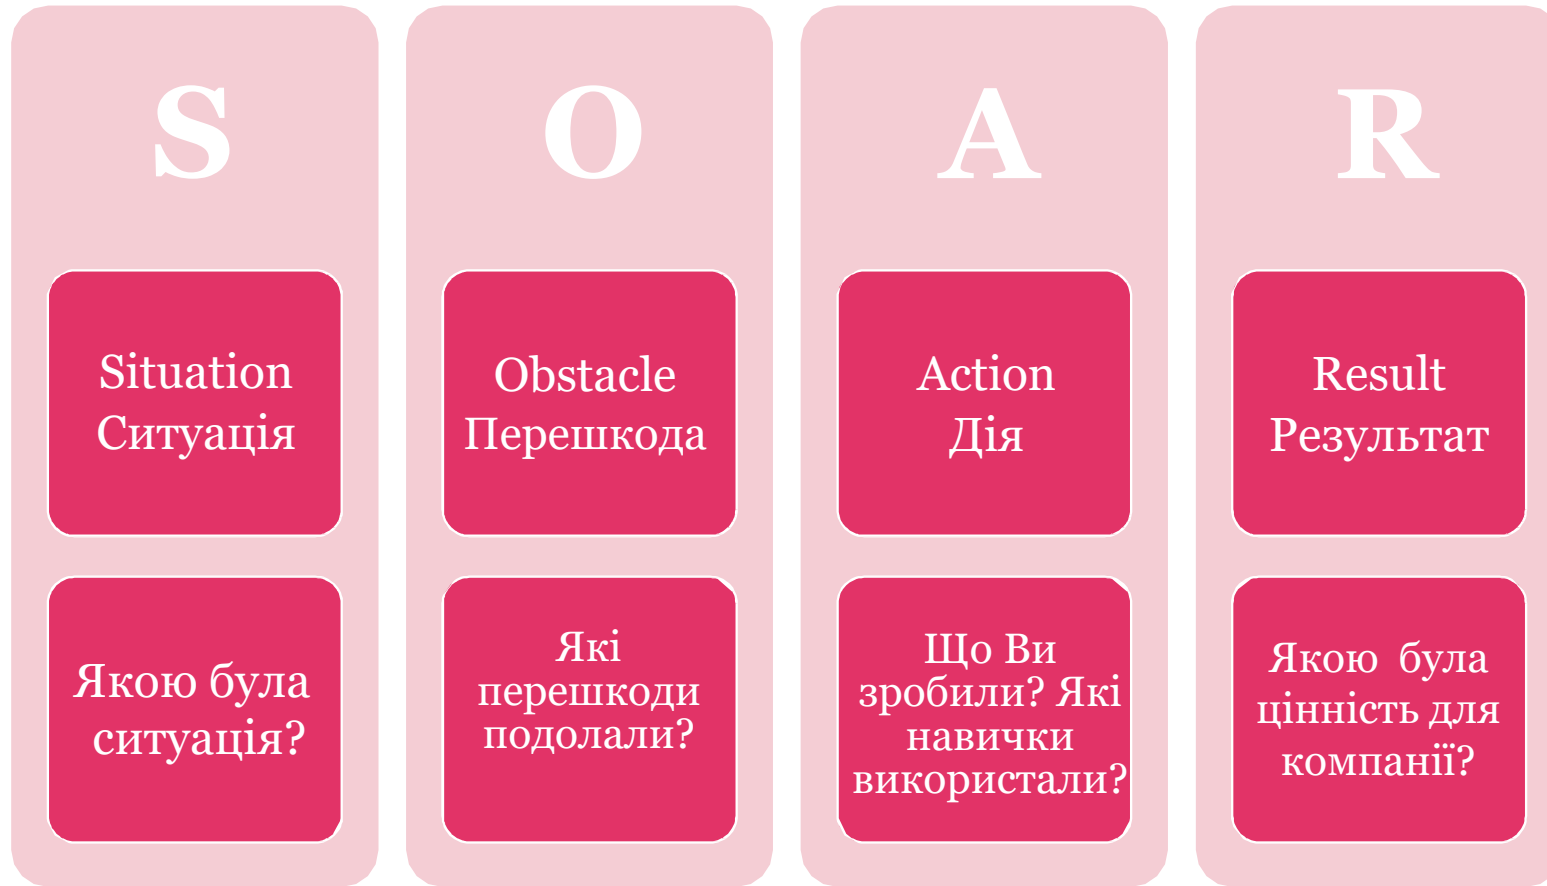 S
Situation
Ситуація
Якою була
ситуація?
O
Obstacle
Перешкода
Які
перешкоди
подолали?
A
Action
Дія
Що Ви
зробили? Які
навички
використали?
R
Result
Результат
Якою була
цінність для
компанії?